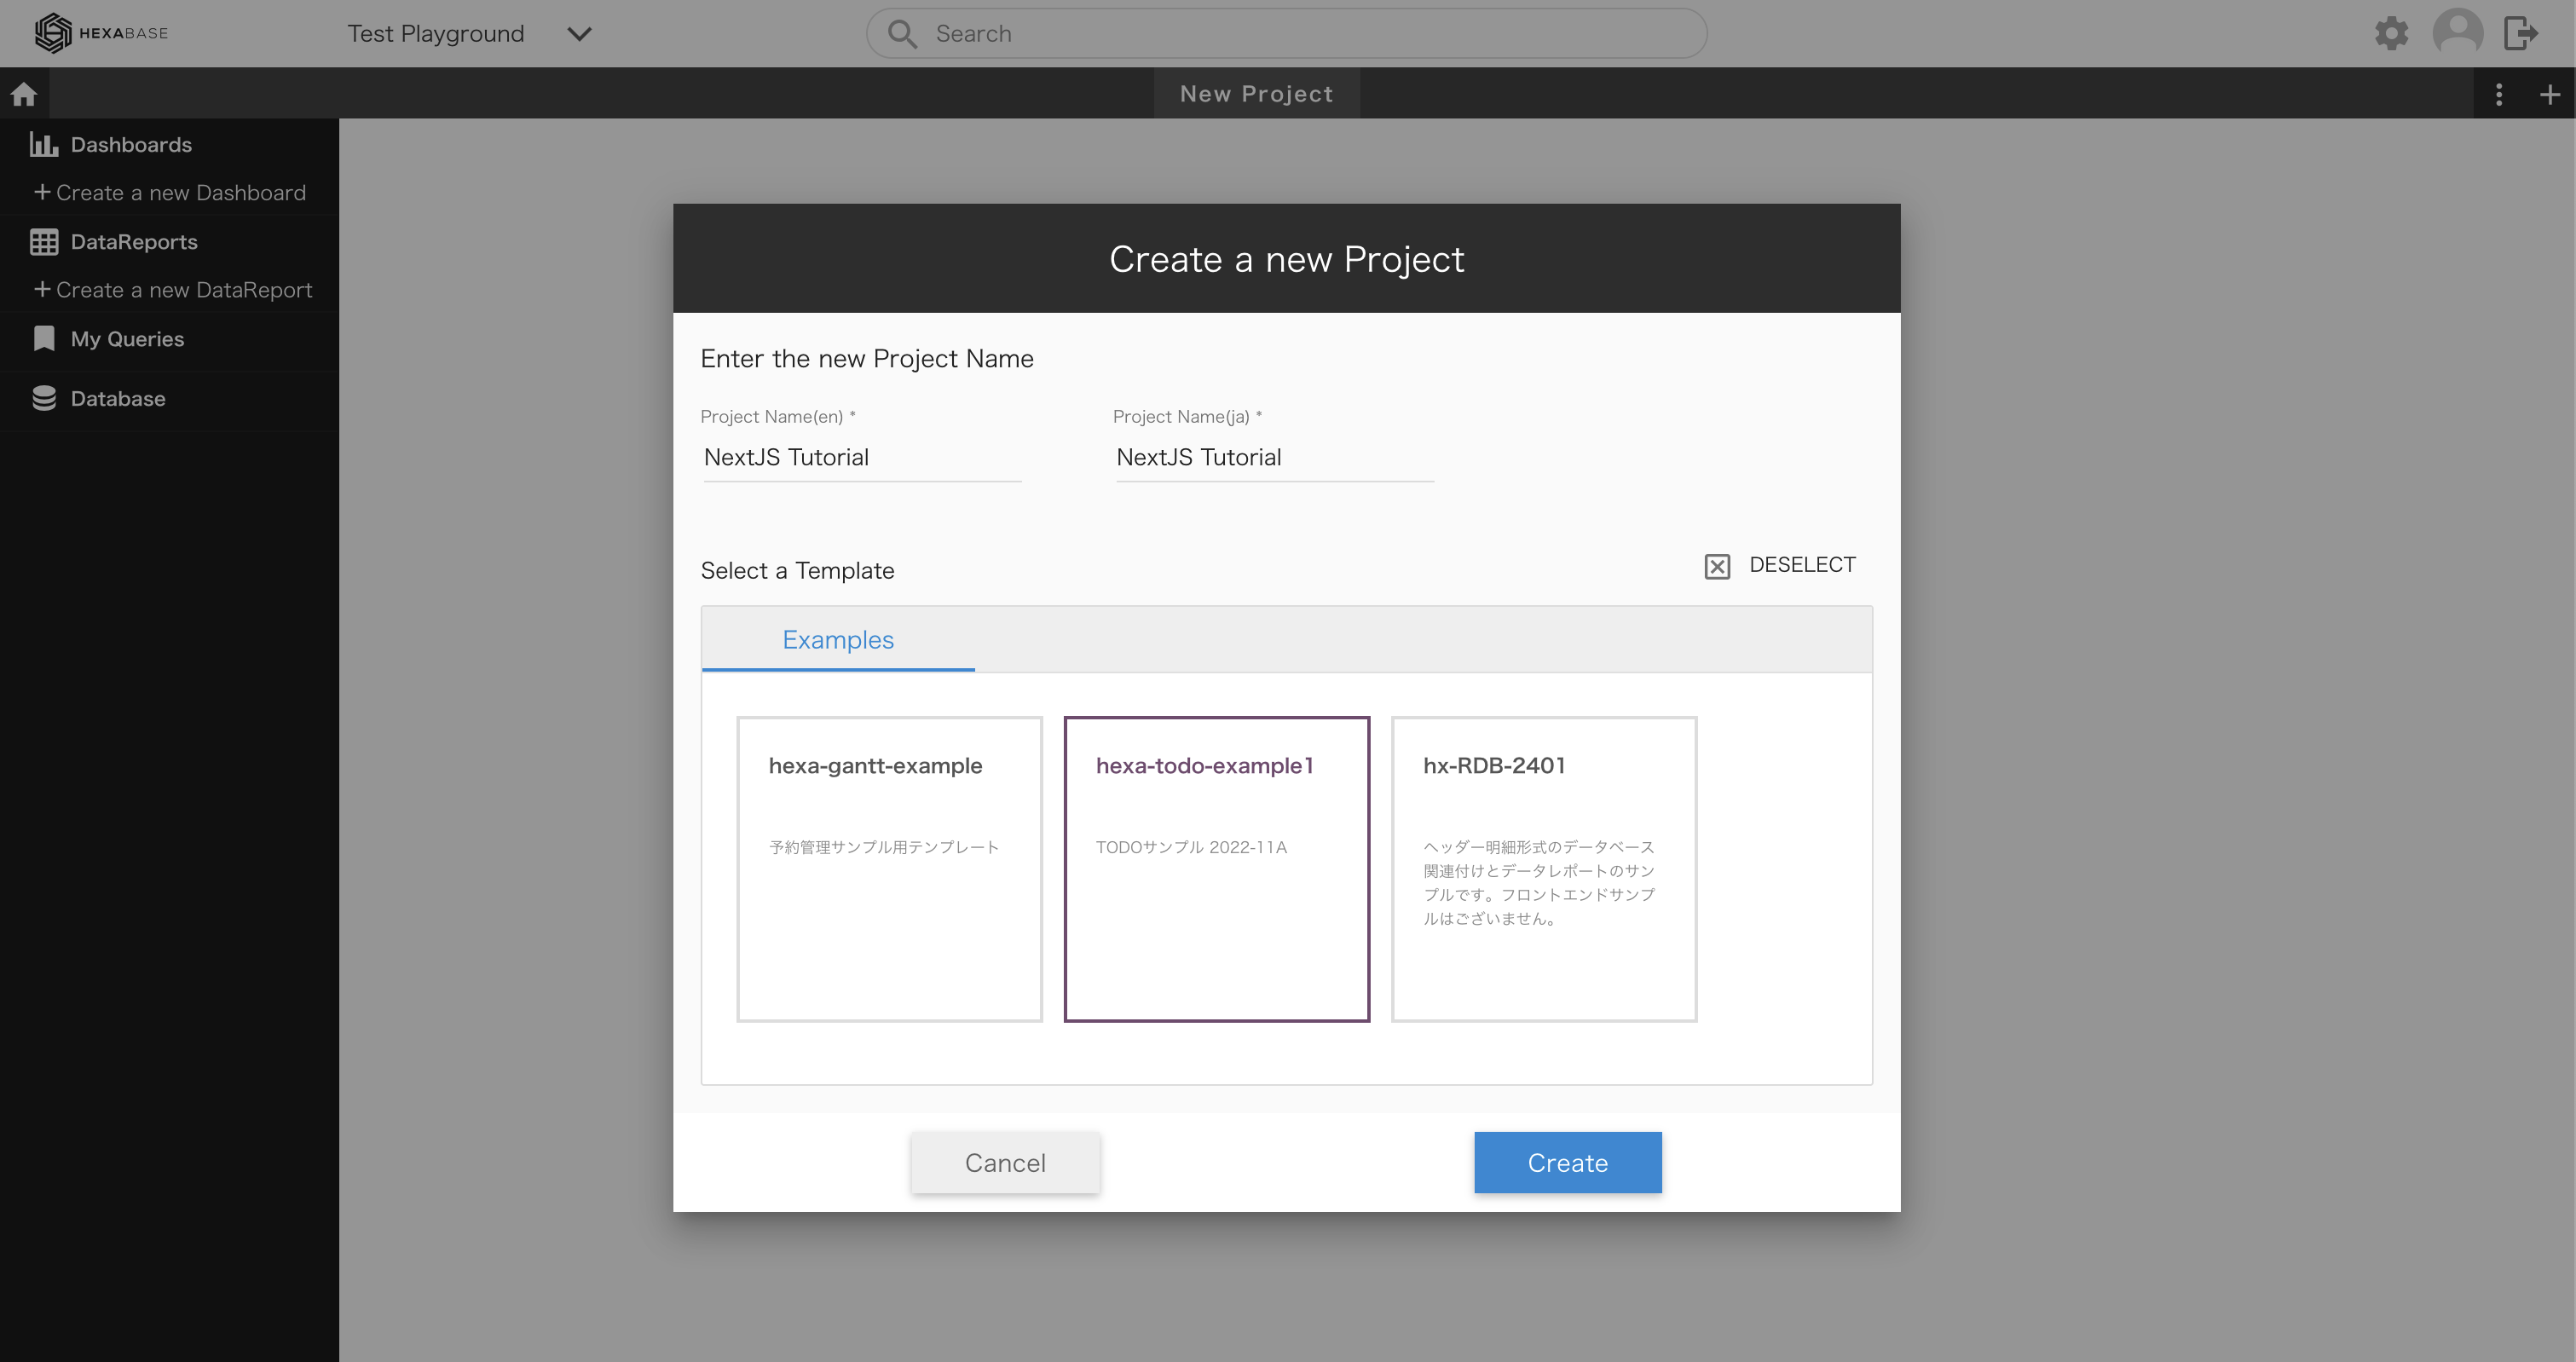 HEXABASE
Test Playground
Search
New Project
Dashboards
+ Create a new Dashboard
DataReports
+ Create a new DataReport
My Queries
Database
Create a new Project
Enter the new Project Name
Project Name(en) *
Project Name(ja) *
NextJS Tutorial
NextJS Tutorial
Select a Template
DESELECT
Examples
hexa-gantt-example
予約管理サンプル用テンプレート
hexa-todo-example1
TODOサンプル 2022-11A
hx-RDB-2401
ヘッダー明細形式のデータベース
関連付けとデータレポートのサン
プルです。フロントエンドサンプ
ルはございません。
Cancel
Create